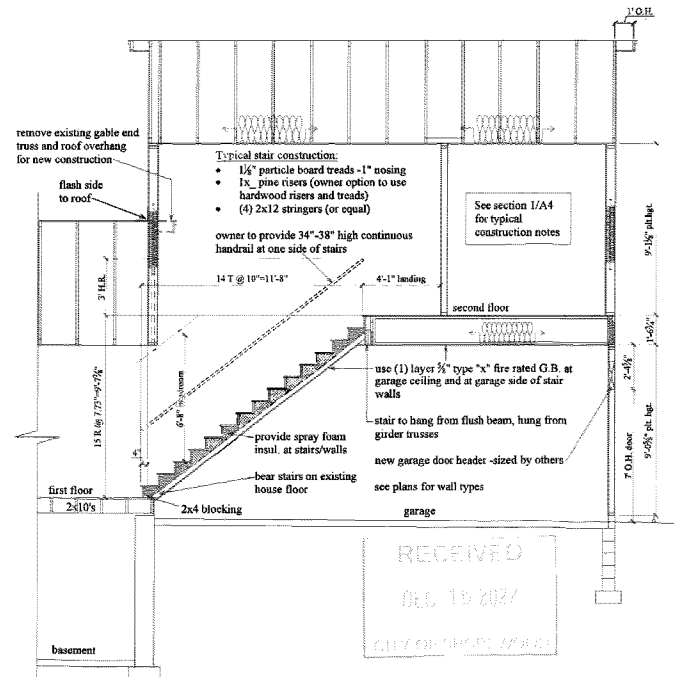 1' O.H.
remove existing gable end
truss and roof overhang
for new construction
flash side
to roof
Typical stair construction:
• 1⅛" particle board treads -1" nosing
• 1x_ pine risers (owner option to use
hardwood risers and treads)
• (4) 2x12 stringers (or equal)
owner to provide 34"-38" high continuous
handrail at one side of stairs
See section 1/A4
for typical
construction notes
9'-1⅛" plt.hgt.
3' H.R.
14 T @ 10"=11'-8"
4'-1" landing
second floor
1'-6¼"
use (1) layer ⅝" type "x" fire rated G.B. at
garage ceiling and at garage side of stair
walls
2'-4⅝"
15 R @ 7.73"=9'-7⅞"
6'-8" headroom
stair to hang from flush beam, hung from
girder trusses
provide spray foam
insul. at stairs/walls
4"
new garage door header -sized by others
7' O.H. door
9'-0⅝" plt. hgt.
bear stairs on existing
house floor
see plans for wall types
first floor
2x10's
2x4 blocking
garage
RECEIVED
DEC
CITY OF
basement